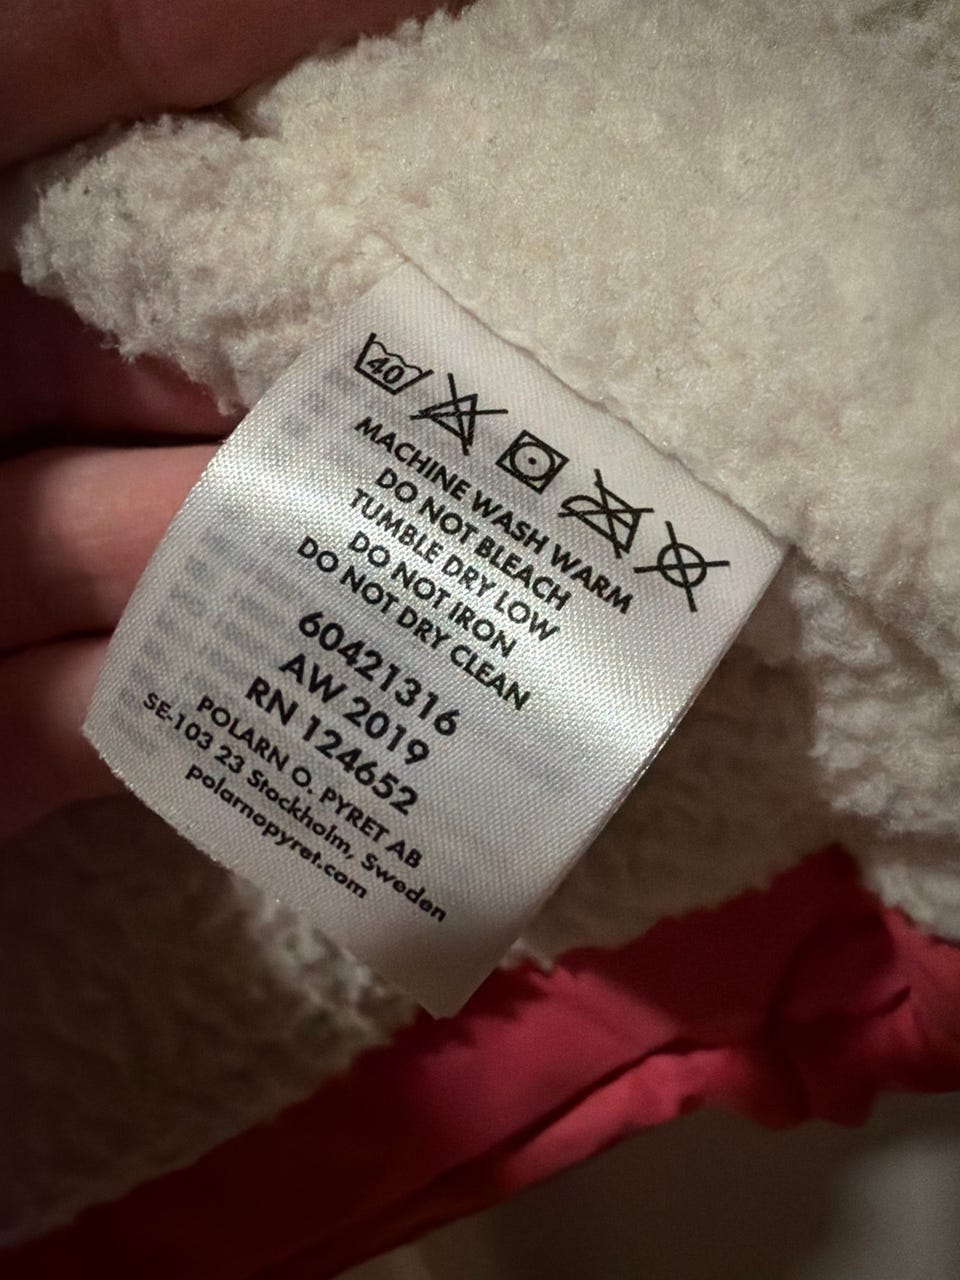 40
MACHINE WASH WARM
DO NOT BLEACH
TUMBLE DRY LOW
DO NOT IRON
DO NOT DRY CLEAN
60421316
AW 2019
RN 124652
POLARN O. PYRET AB
SE-103 23 Stockholm, Sweden
polarnopyret.com